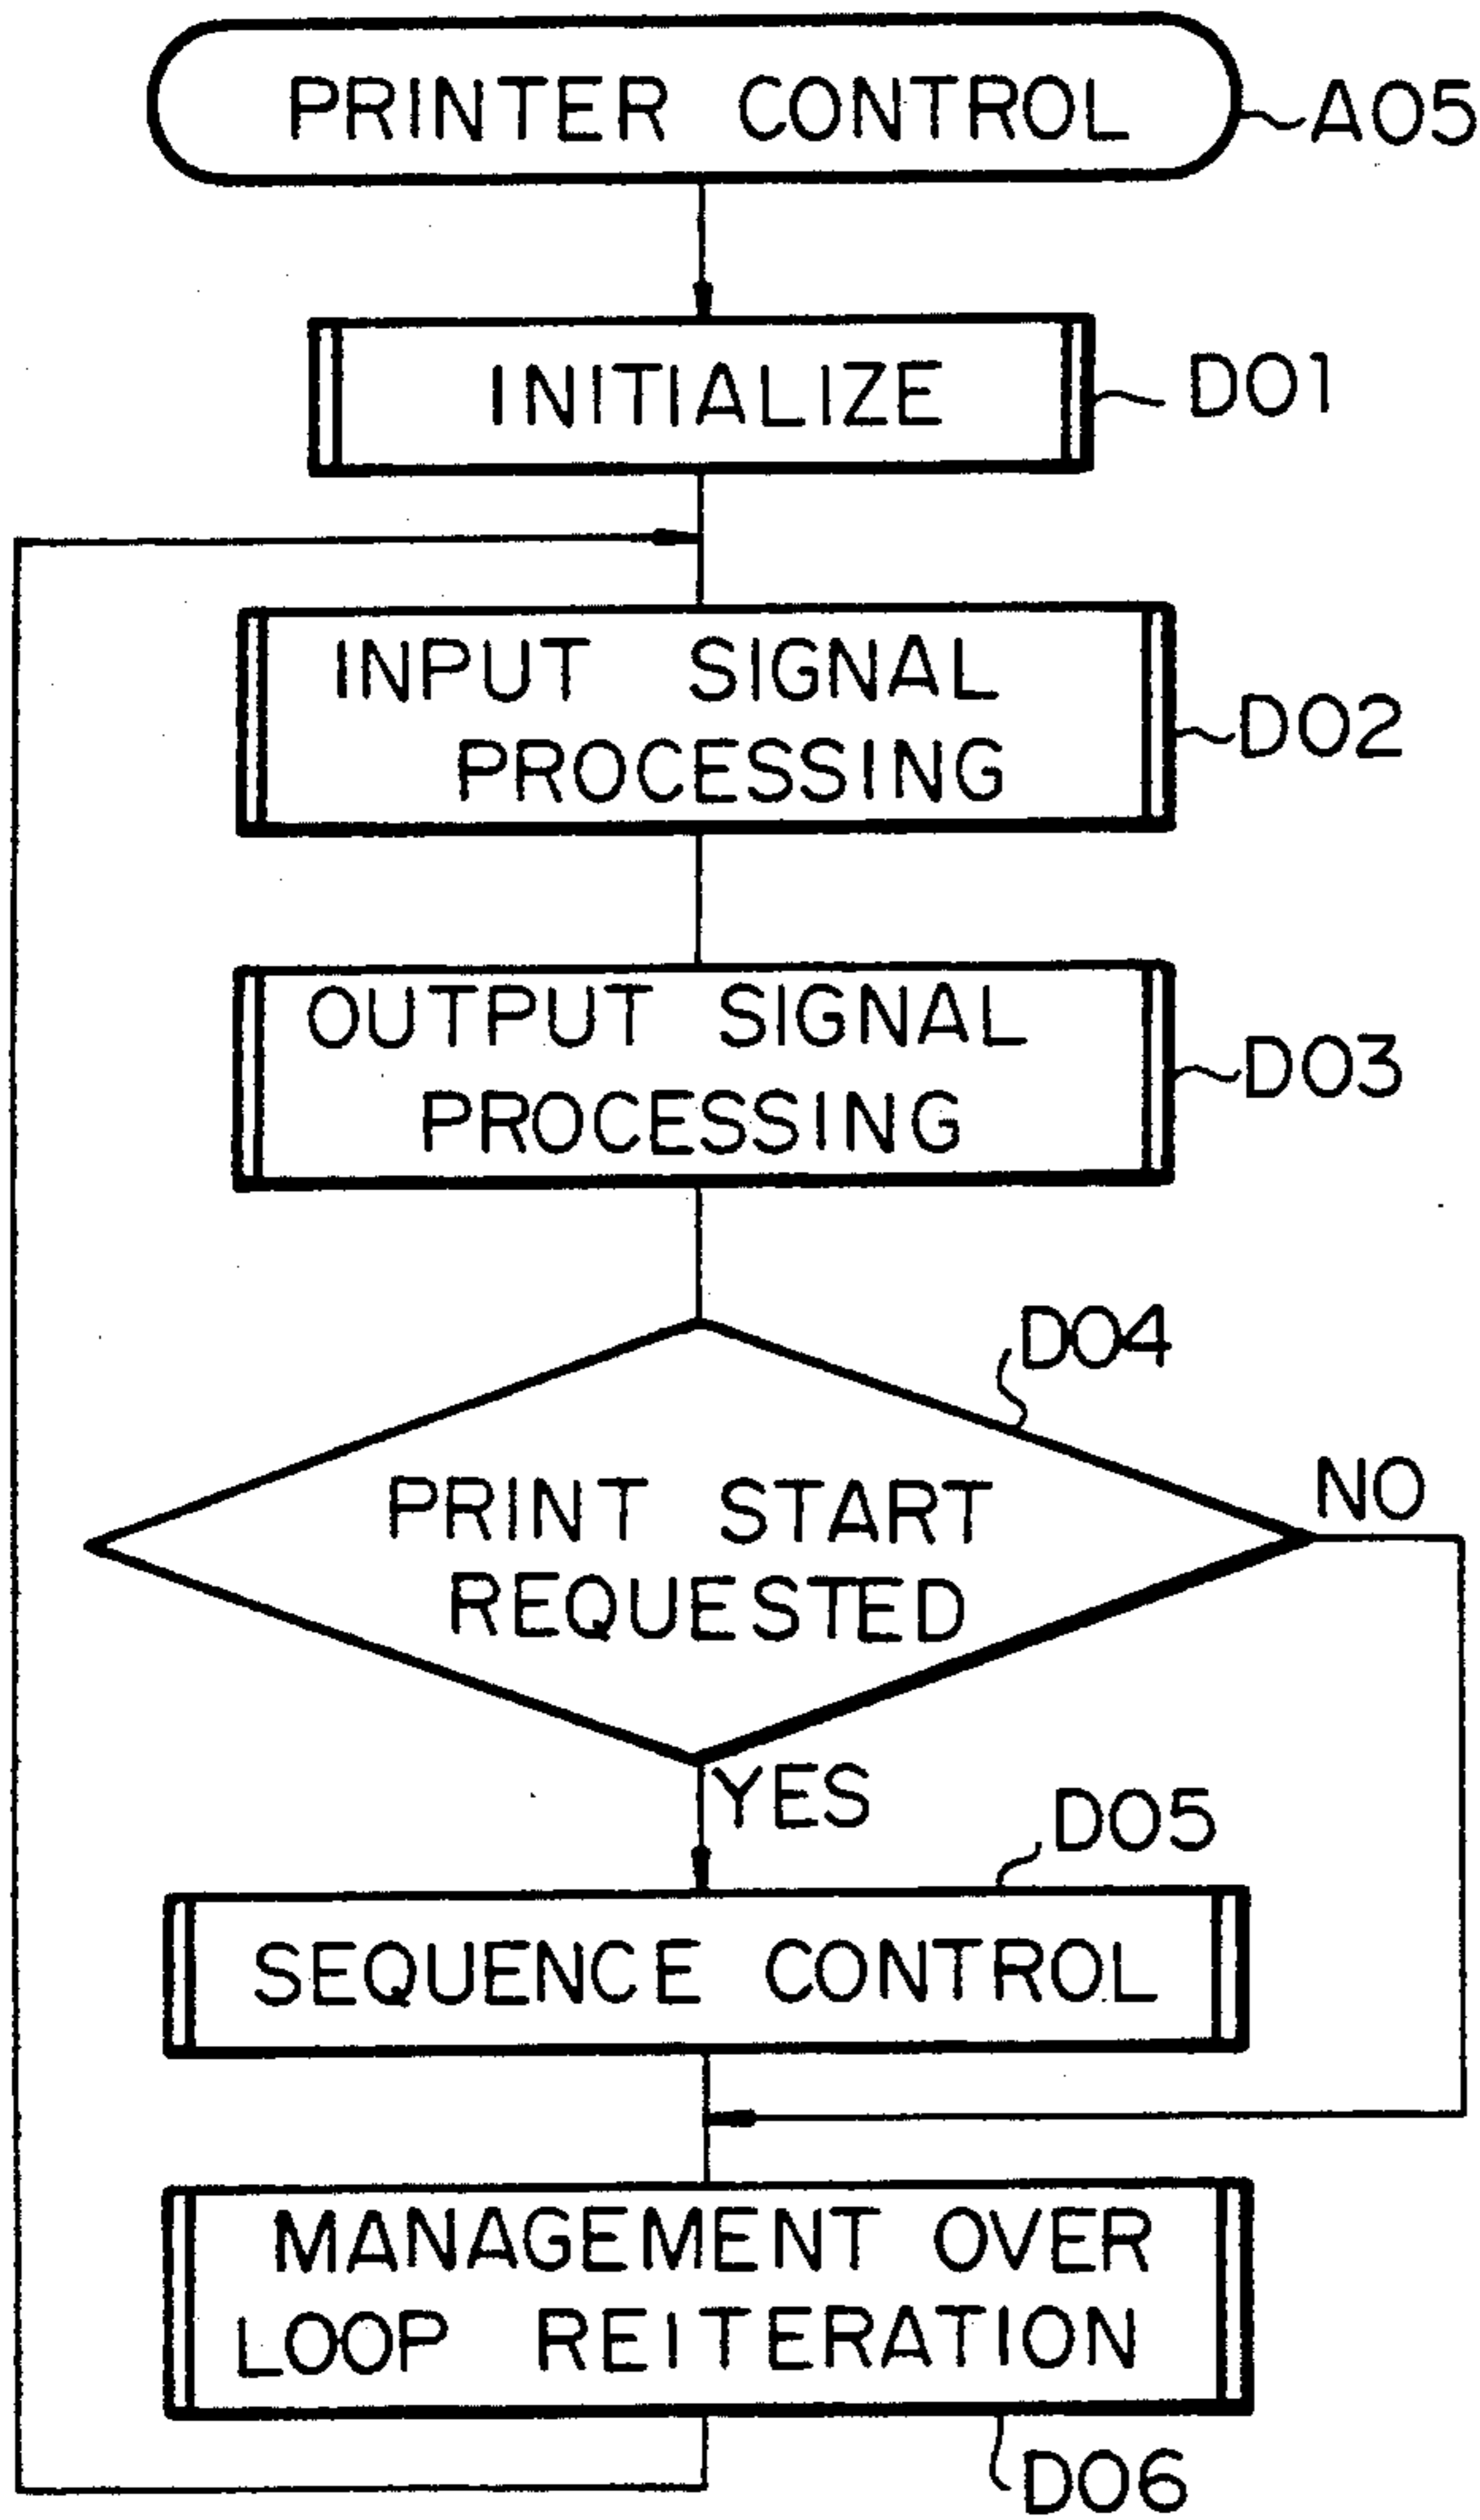 PRINTER CONTROL
A05
INITIALIZE
D01
INPUT SIGNAL
PROCESSING
D02
OUTPUT SIGNAL
PROCESSING
D03
D04
PRINT START
REQUESTED
NO
YES
D05
SEQUENCE CONTROL
MANAGEMENT OVER
LOOP REITERATION
D06